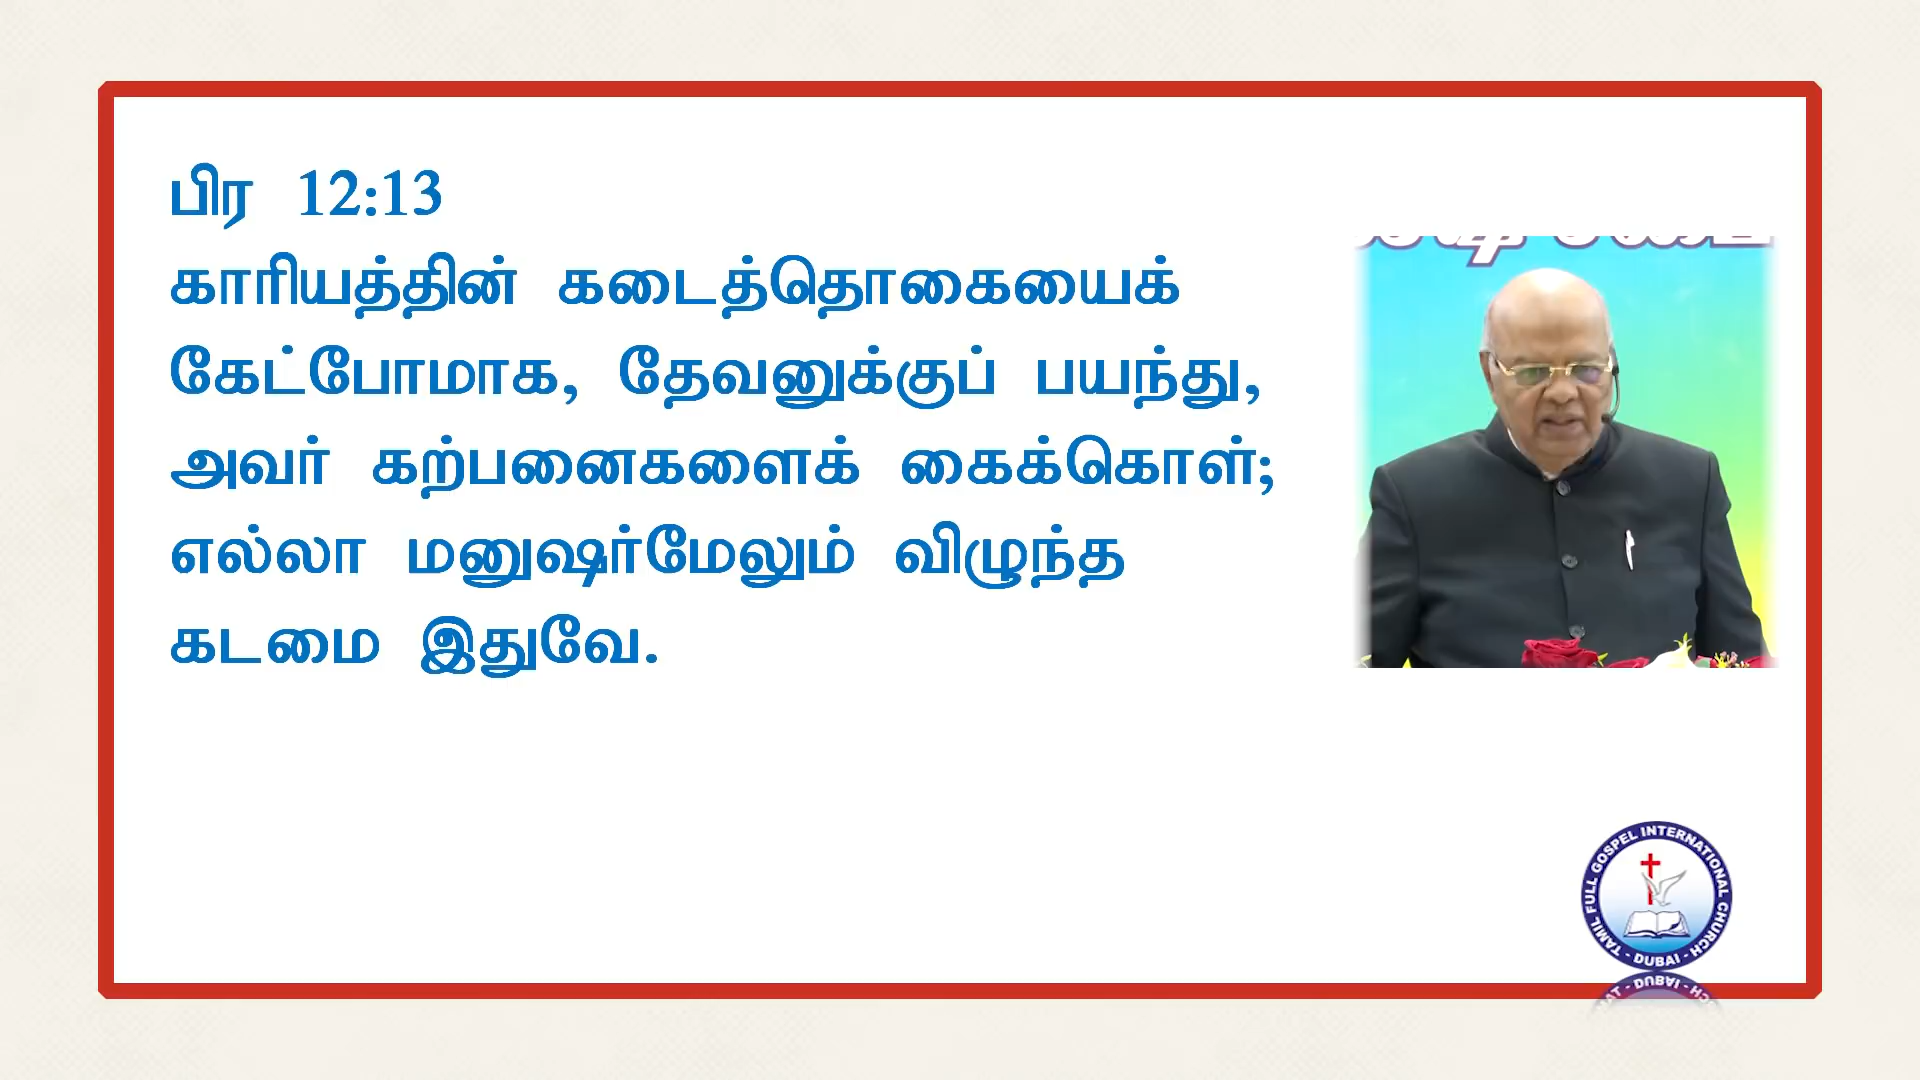 பிர 12:13
காரியத்தின் கடைத்தொகையைக்
கேட்போமாக, தேவனுக்குப் பயந்து,
அவர் கற்பனைகளைக் கைக்கொள்;
எல்லா மனுஷர்மேலும் விழுந்த
கடமை இதுவே.
TAMIL FULL GOSPEL INTERNATIONAL CHURCH - DUBAI -